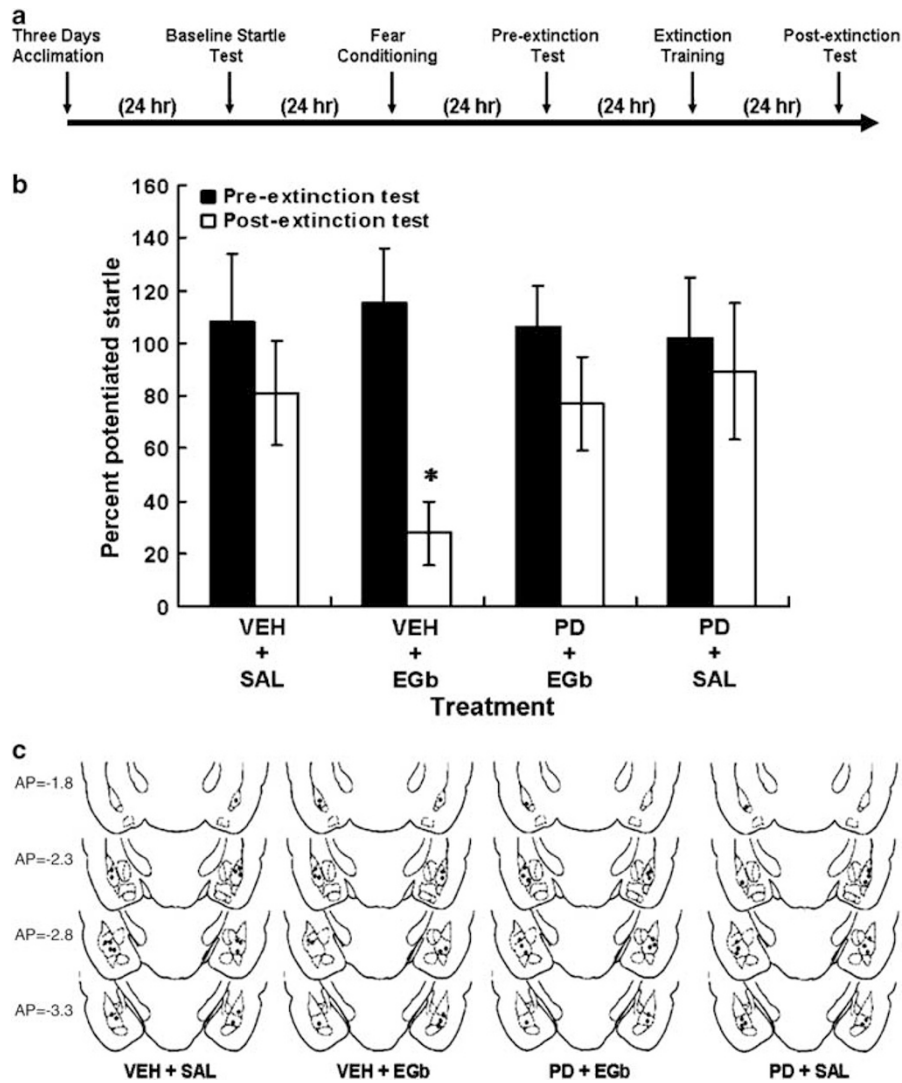 a
Three Days Baseline Startle Fear Pre-extinction Extinction Post-extinction
Acclimation Test Conditioning Test Training Test
(24 hr) (24 hr) (24 hr) (24 hr) (24 hr)
b
Percent potentiated startle
160
140
120
100
80
60
40
20
0
Pre-extinction test
Post-extinction test
*
VEH VEH PD PD
+ + + +
SAL EGb EGb SAL
Treatment
c
AP=-1.8
AP=-2.3
AP=-2.8
AP=-3.3
VEH + SAL VEH + EGb PD + EGb PD + SAL